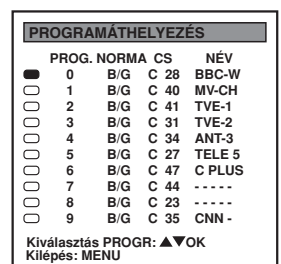 PROGRAMÁTHELYEZÉS
PROG. NORMA CS NÉV
0 B/G C 28 BBC-W
1 B/G C 40 MV-CH
2 B/G C 41 TVE-1
3 B/G C 31 TVE-2
4 B/G C 34 ANT-3
5 B/G C 27 TELE 5
6 B/G C 47 C PLUS
7 B/G C 44 - - - - -
8 B/G C 23 - - - - -
9 B/G C 35 CNN -
Kiválasztás PROGR: ▲▼OK
Kilépés: MENU